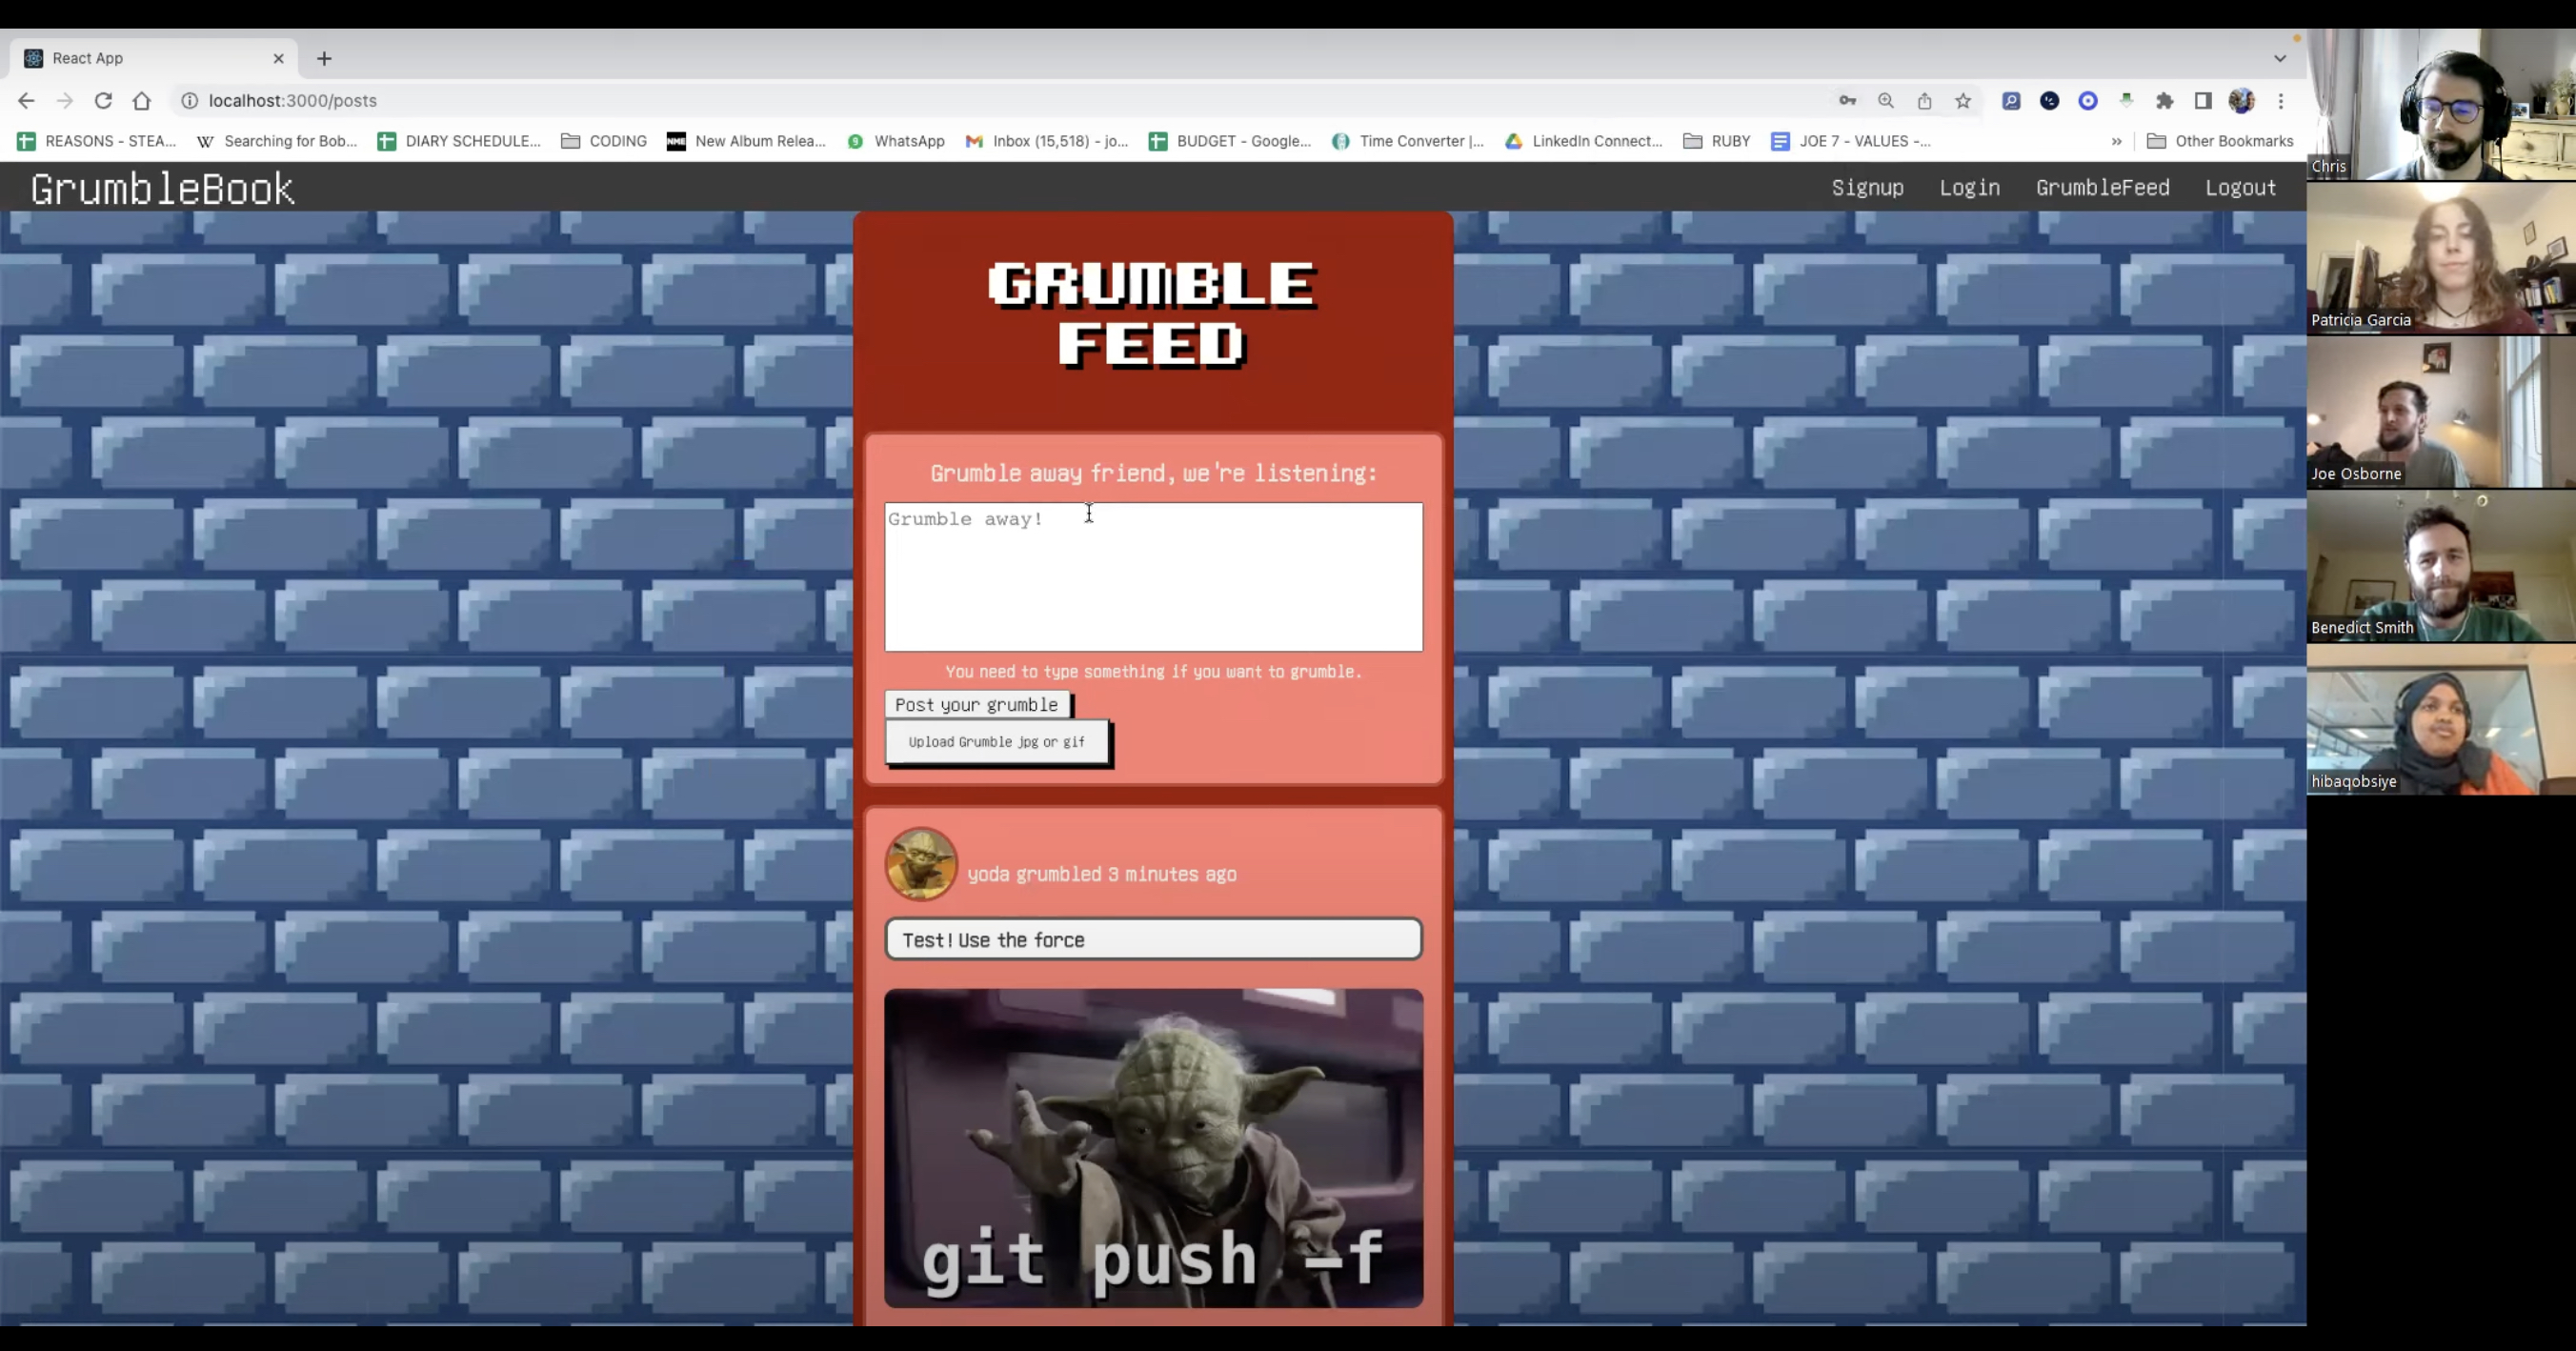 React App
localhost:3000/posts
REASONS - STEA...
Searching for Bob...
DIARY SCHEDULE...
CODING
NME
New Album Relea...
WhatsApp
Inbox (15,518) - jo...
BUDGET - Google...
Time Converter |...
LinkedIn Connect...
RUBY
JOE 7 - VALUES -...
»
Other Bookmarks
GrumbleBook
Signup
Login
GrumbleFeed
Logout
GRUMBLE
FEED
Grumble away friend, we're listening:
Grumble away!
You need to type something if you want to grumble.
Post your grumble
Upload Grumble jpg or gif
yoda grumbled 3 minutes ago
Test! Use the force
git push -f
Chris
Patricia Garcia
Joe Osborne
Benedict Smith
hibaqobsiye